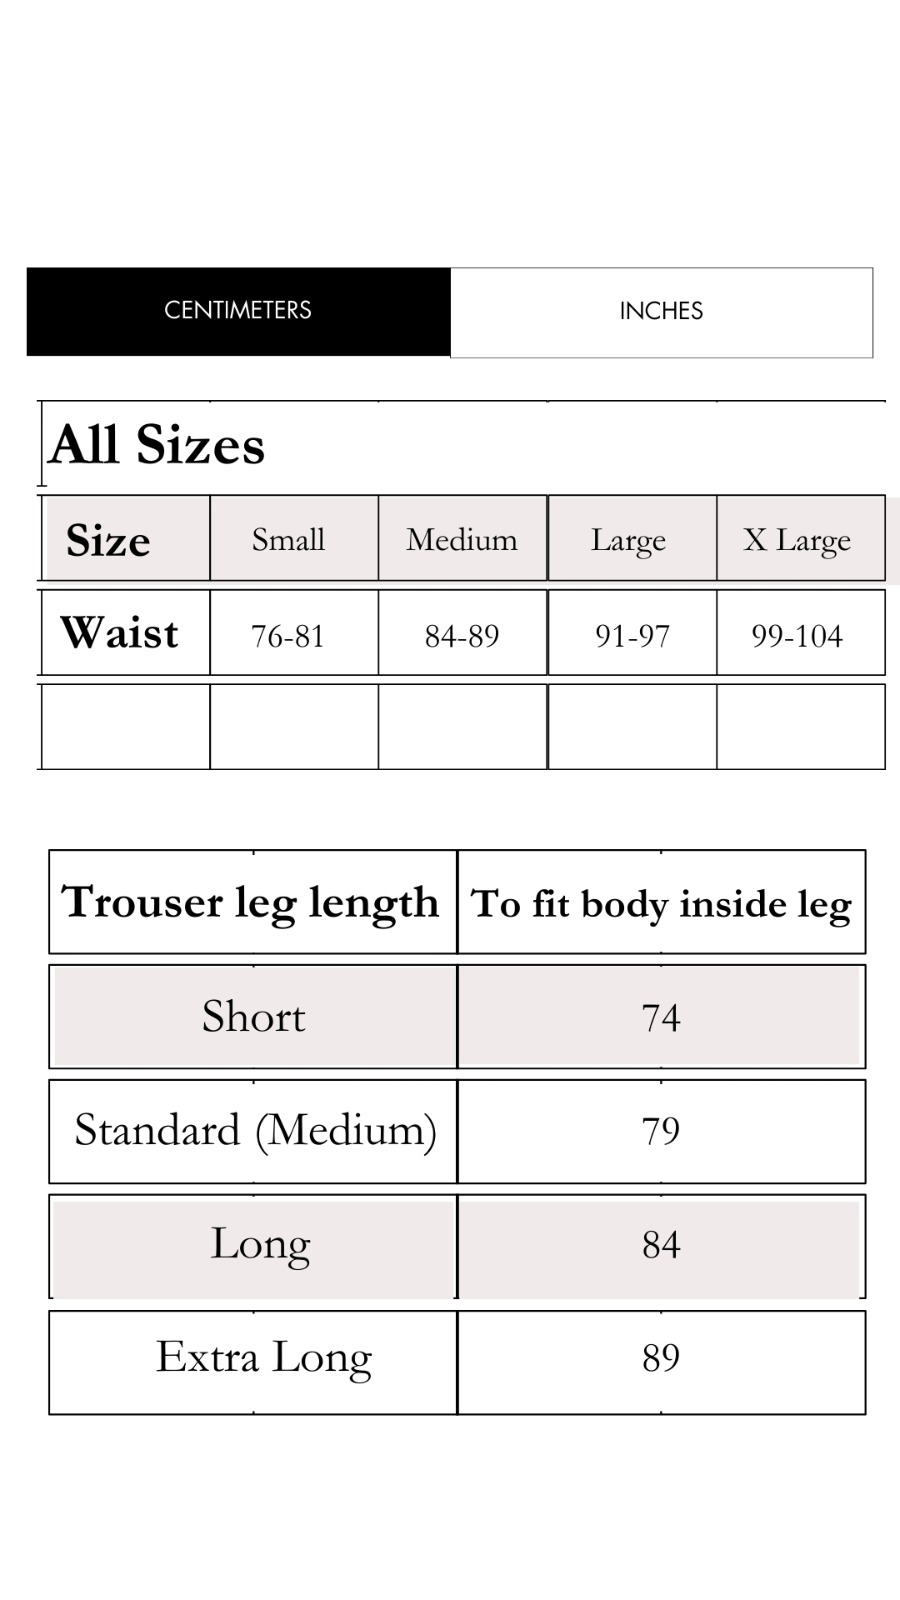 CENTIMETERS INCHES
All Sizes
Size Small Medium Large X Large
Waist 76-81 84-89 91-97 99-104
Trouser leg length To fit body inside leg
Short 74
Standard (Medium) 79
Long 84
Extra Long 89